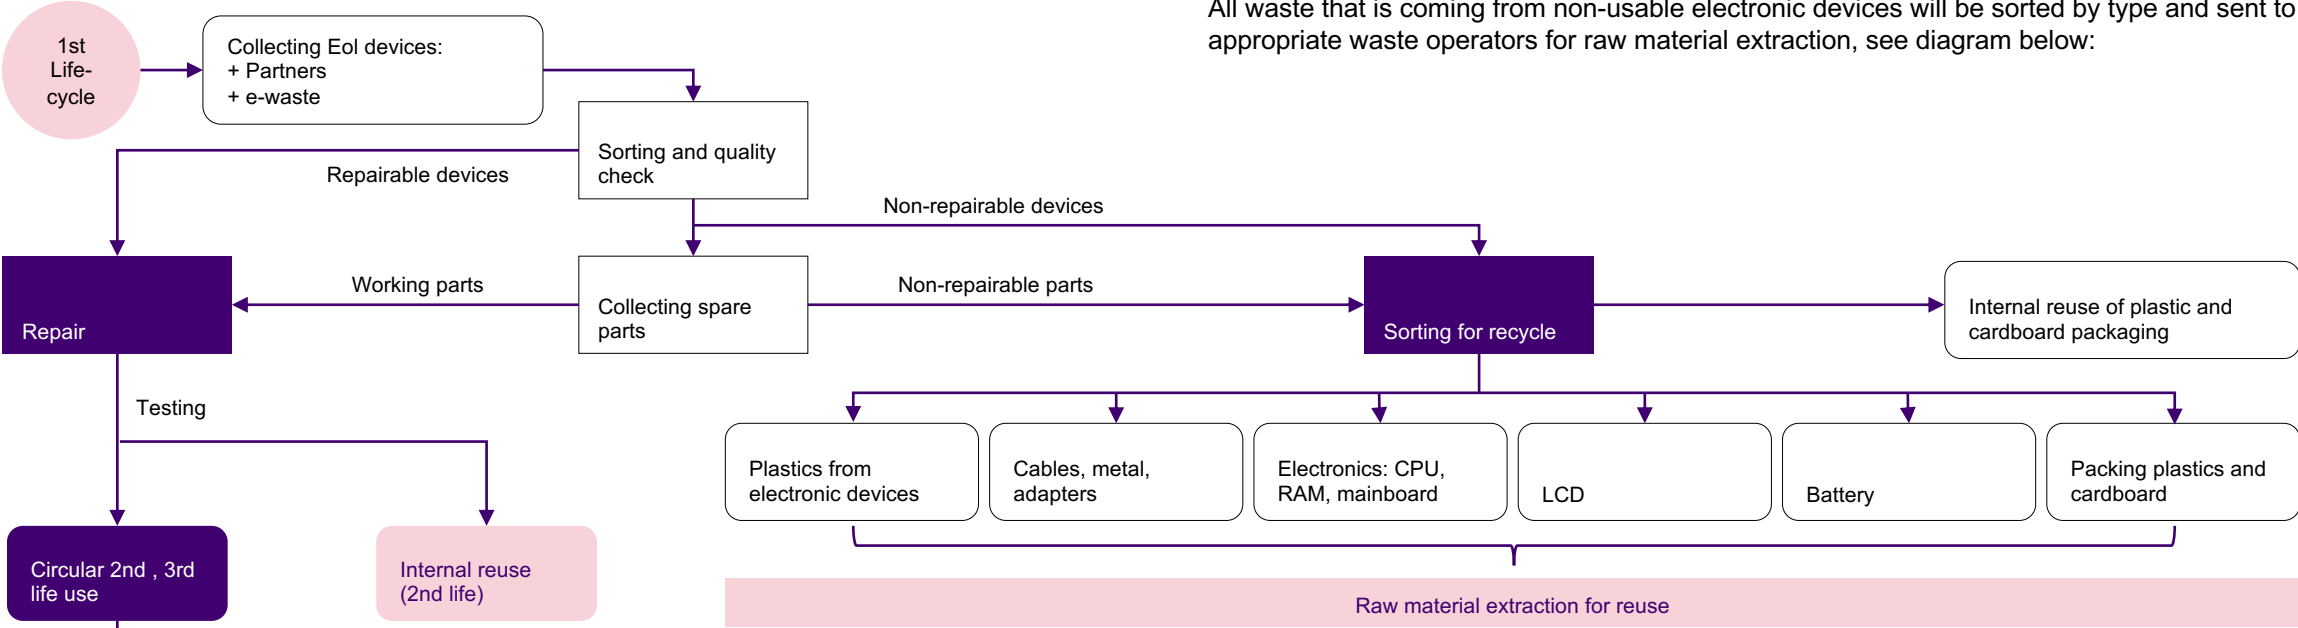 All waste that is coming from non-usable electronic devices will be sorted by type and sent to
appropriate waste operators for raw material extraction, see diagram below:
1st
Life-
cycle
Collecting Eol devices:
+ Partners
+ e-waste
Sorting and quality
check
Repairable devices
Non-repairable devices
Repair
Working parts
Collecting spare
parts
Non-repairable parts
Sorting for recycle
Internal reuse of plastic and
cardboard packaging
Testing
Plastics from
electronic devices
Cables, metal,
adapters
Electronics: CPU,
RAM, mainboard
LCD
Battery
Packing plastics and
cardboard
Circular 2nd , 3rd
life use
Internal reuse
(2nd life)
Raw material extraction for reuse